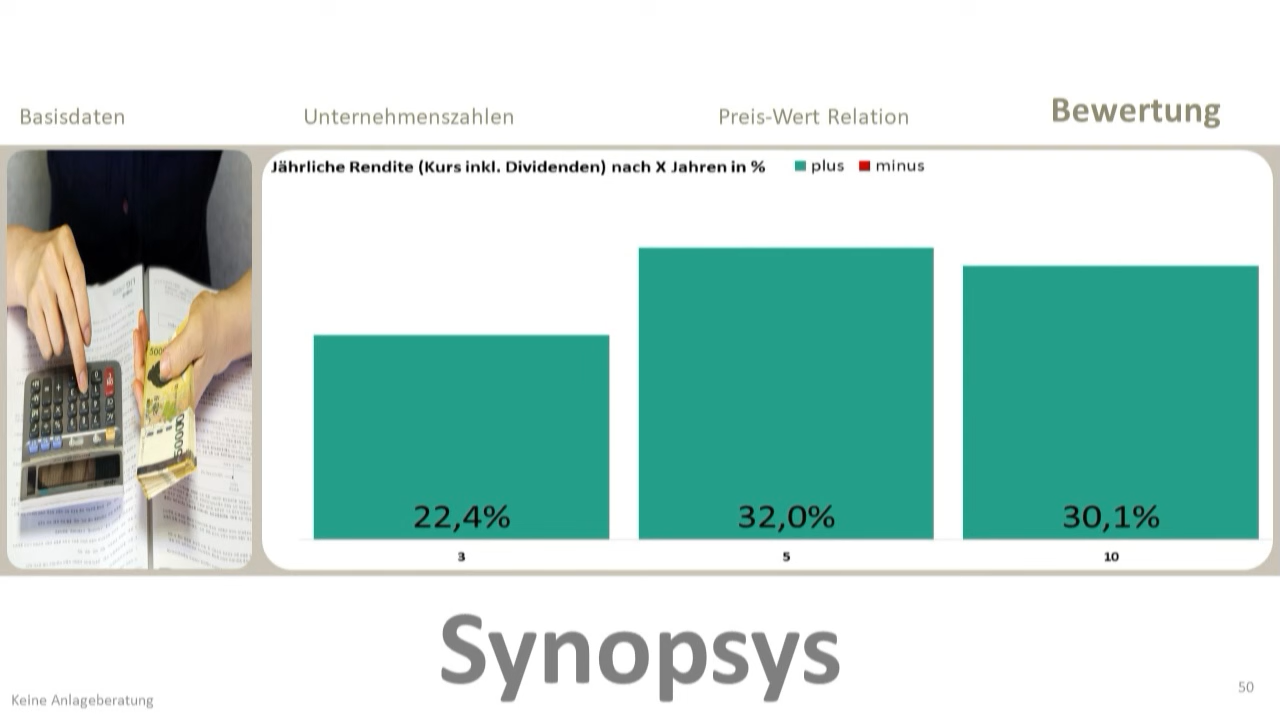 Basisdaten
Unternehmenszahlen
Preis-Wert Relation
Bewertung
Jährliche Rendite (Kurs inkl. Dividenden) nach X Jahren in %
plus
minus
22,4%
32,0%
30,1%
3
5
10
Synopsys
Keine Anlageberatung
50